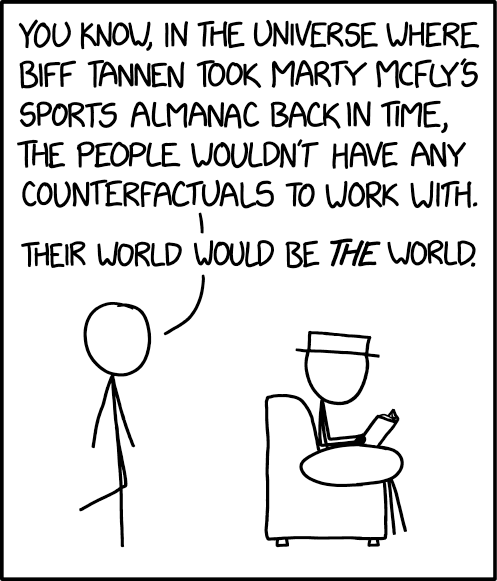 YOU KNOW, IN THE UNIVERSE WHERE
BIFF TANNEN TOOK MARTY MCFLY'S
SPORTS ALMANAC BACK IN TIME,
THE PEOPLE WOULDN'T HAVE ANY
COUNTERFACTUALS TO WORK WITH.
THEIR WORLD WOULD BE THE WORLD.